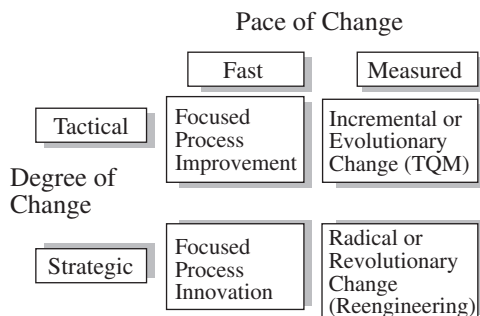 Pace of Change
Fast
Measured
Tactical
Focused
Process
Improvement
Incremental or
Evolutionary
Change (TQM)
Degree of
Change
Strategic
Focused
Process
Innovation
Radical or
Revolutionary
Change
(Reengineering)